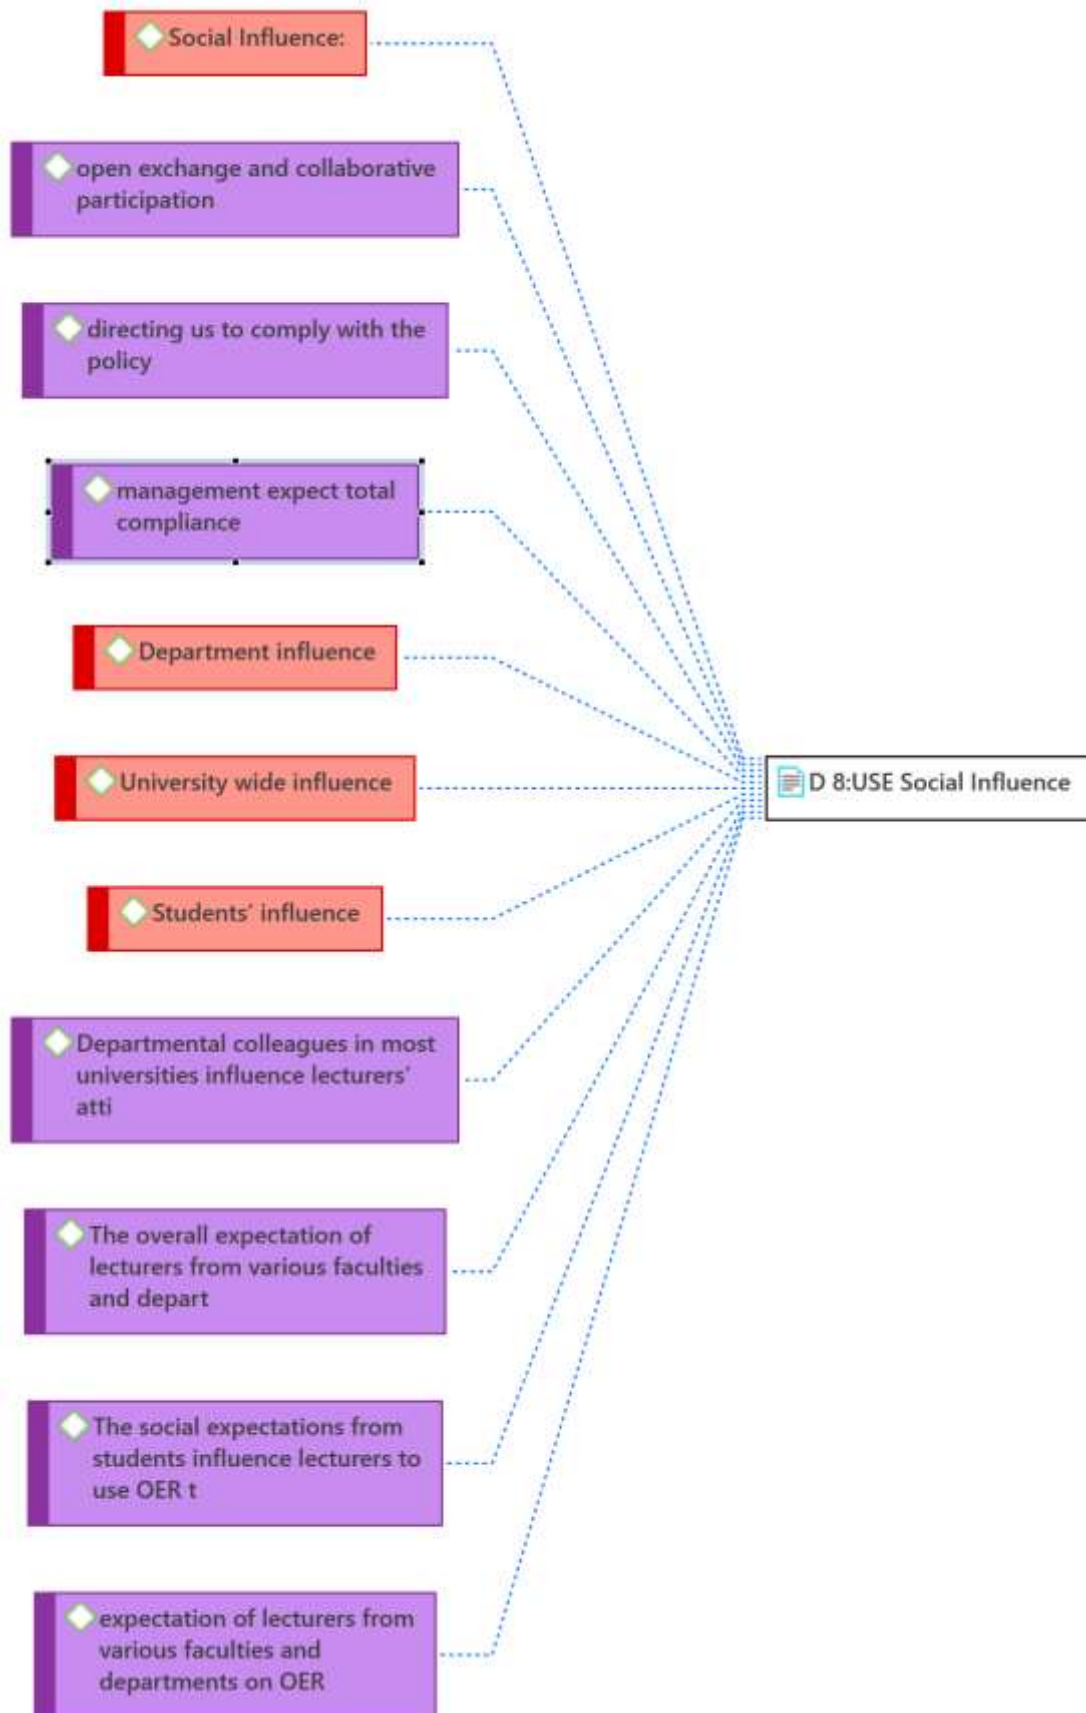 Social Influence:
open exchange and collaborative
participation
directing us to comply with the
policy
management expect total
compliance
Department influence
University wide influence
D 8:USE Social Influence
Students’ influence
Departmental colleagues in most
universities influence lecturers’
atti
The overall expectation of
lecturers from various faculties
and depart
The social expectations from
students influence lecturers to
use OER t
expectation of lecturers from
various faculties and
departments on OER